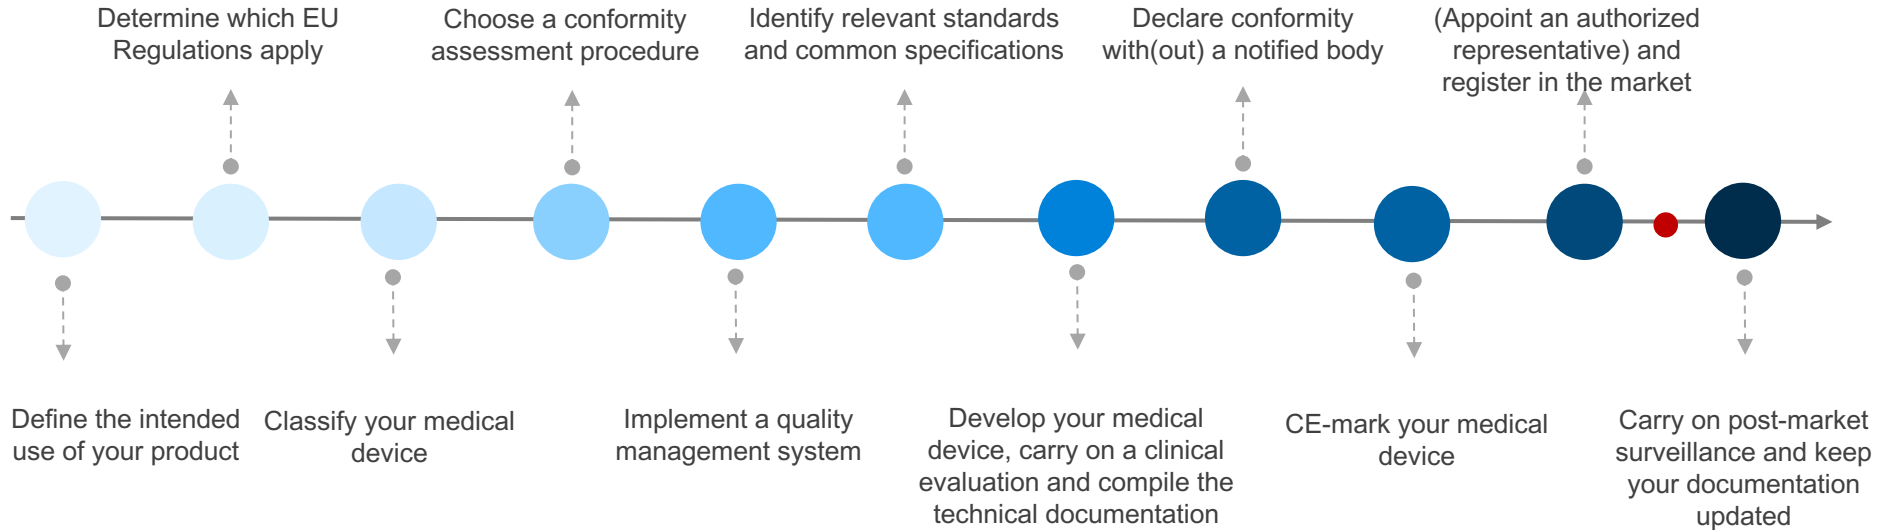 Determine which EU
Regulations apply
Choose a conformity
assessment procedure
Identify relevant standards
and common specifications
Declare conformity
with(out) a notified body
(Appoint an authorized
representative) and
register in the market
Define the intended
use of your product
Classify your medical
device
Implement a quality
management system
Develop your medical
device, carry on a clinical
evaluation and compile the
technical documentation
CE-mark your medical
device
Carry on post-market
surveillance and keep
your documentation
updated